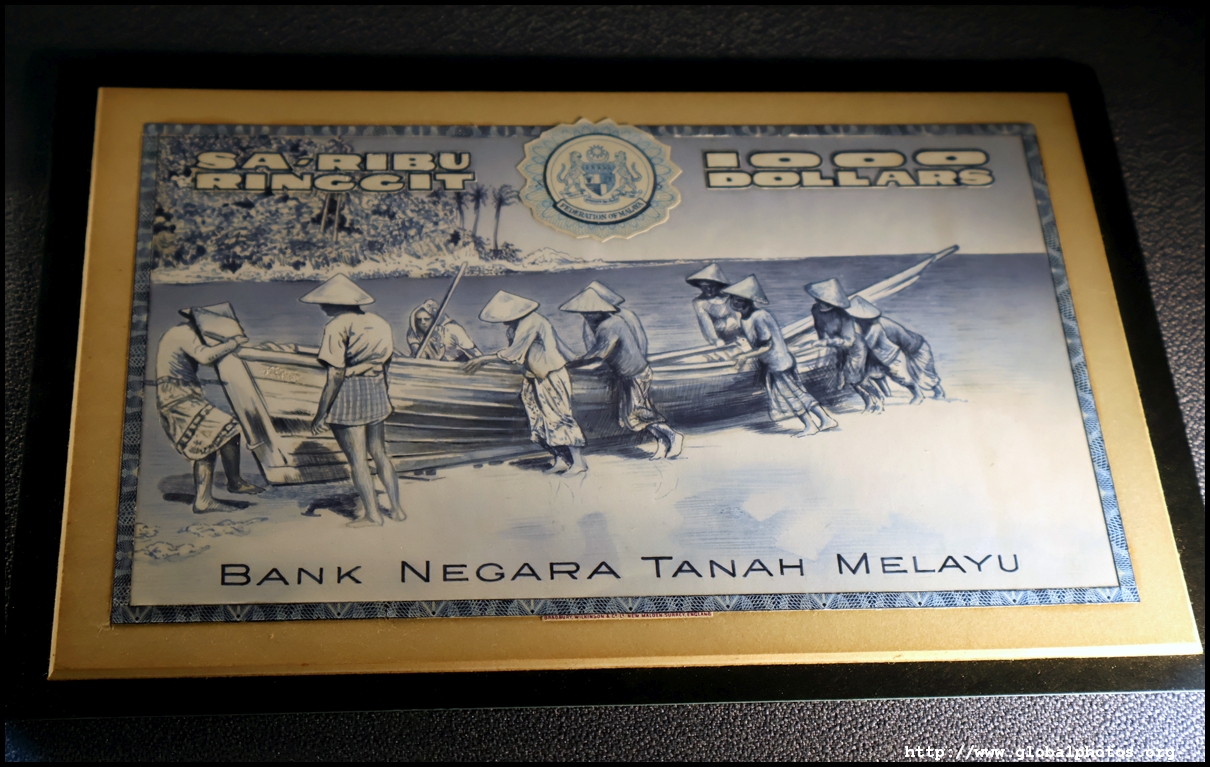 SA-RIBU
RINGGIT
1000
DOLLARS
FEDERATION OF MALAYA
BANK NEGARA TANAH MELAYU
http://www.globalphotos.org